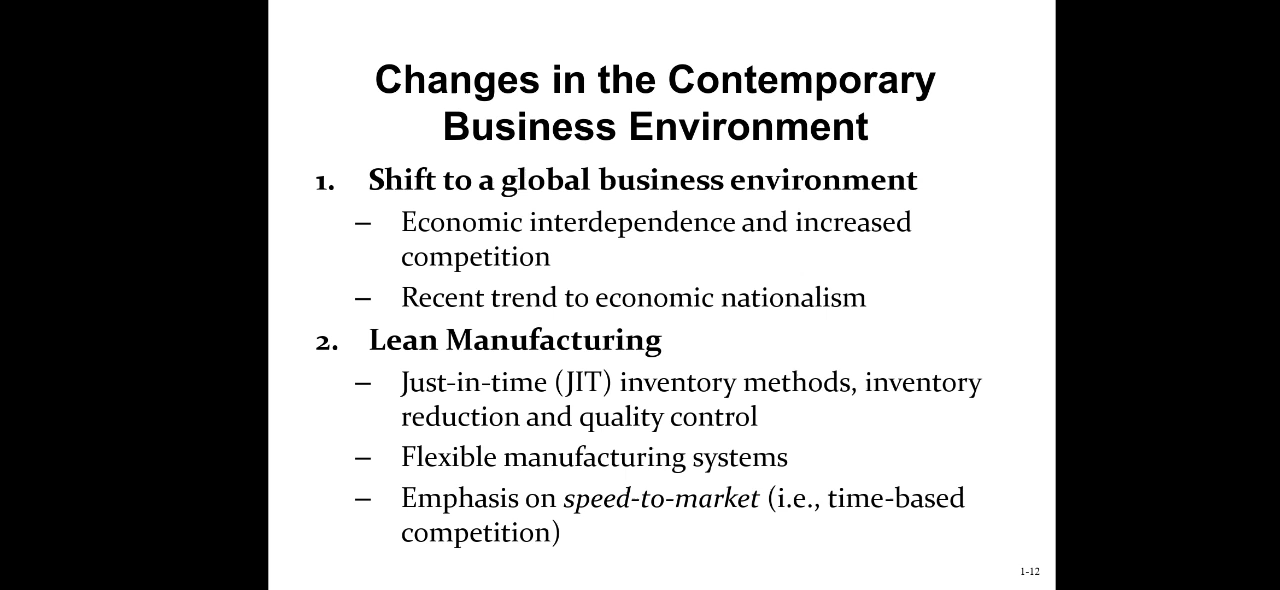 Changes in the Contemporary
Business Environment
1. Shift to a global business environment
– Economic interdependence and increased
competition
– Recent trend to economic nationalism
2. Lean Manufacturing
– Just-in-time (JIT) inventory methods, inventory
reduction and quality control
– Flexible manufacturing systems
– Emphasis on speed-to-market (i.e., time-based
competition)
1-12